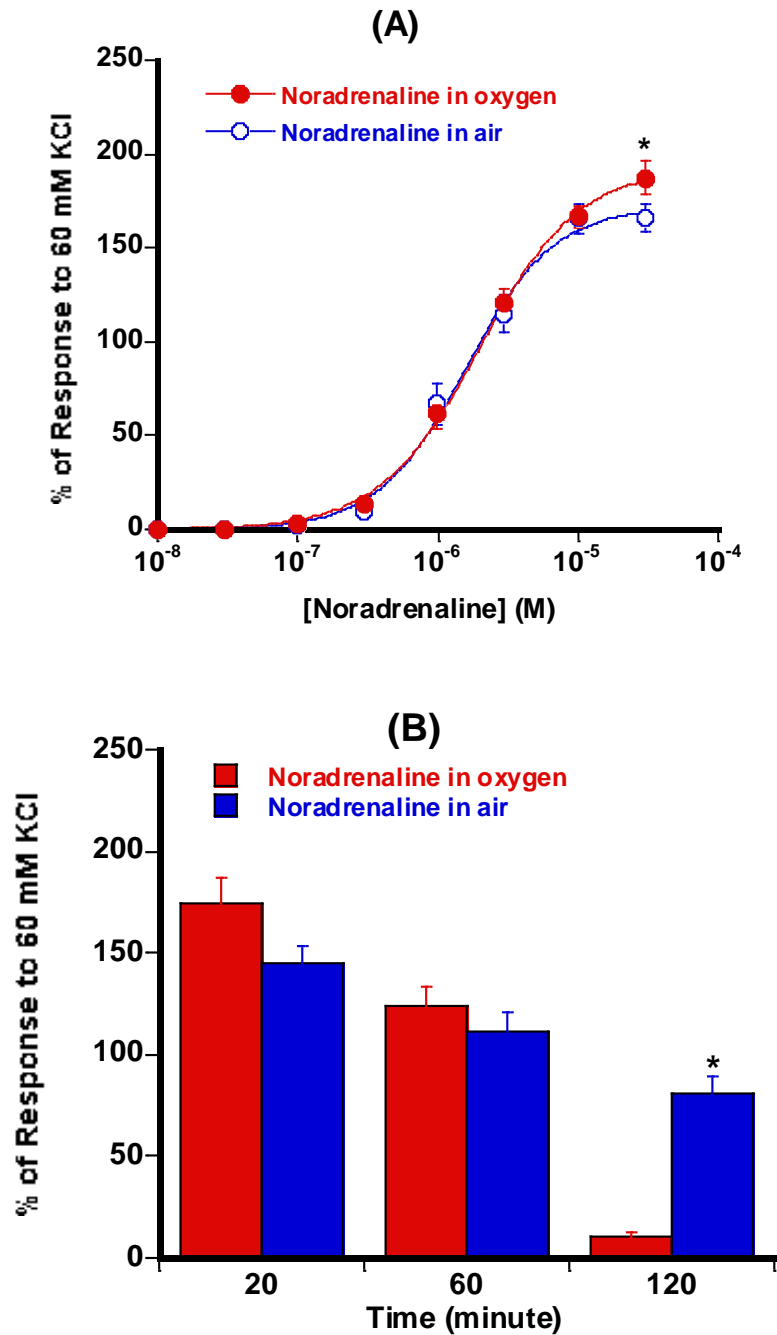 (A)
250
200
150
100
50
0
% of Response to 60 mM KCl
Noradrenaline in oxygen
Noradrenaline in air
*
10⁻⁸ 10⁻⁷ 10⁻⁶ 10⁻⁵ 10⁻⁴
[Noradrenaline] (M)
(B)
250
200
150
100
50
0
% of Response to 60 mM KCl
Noradrenaline in oxygen
Noradrenaline in air
*
20 60 120
Time (minute)